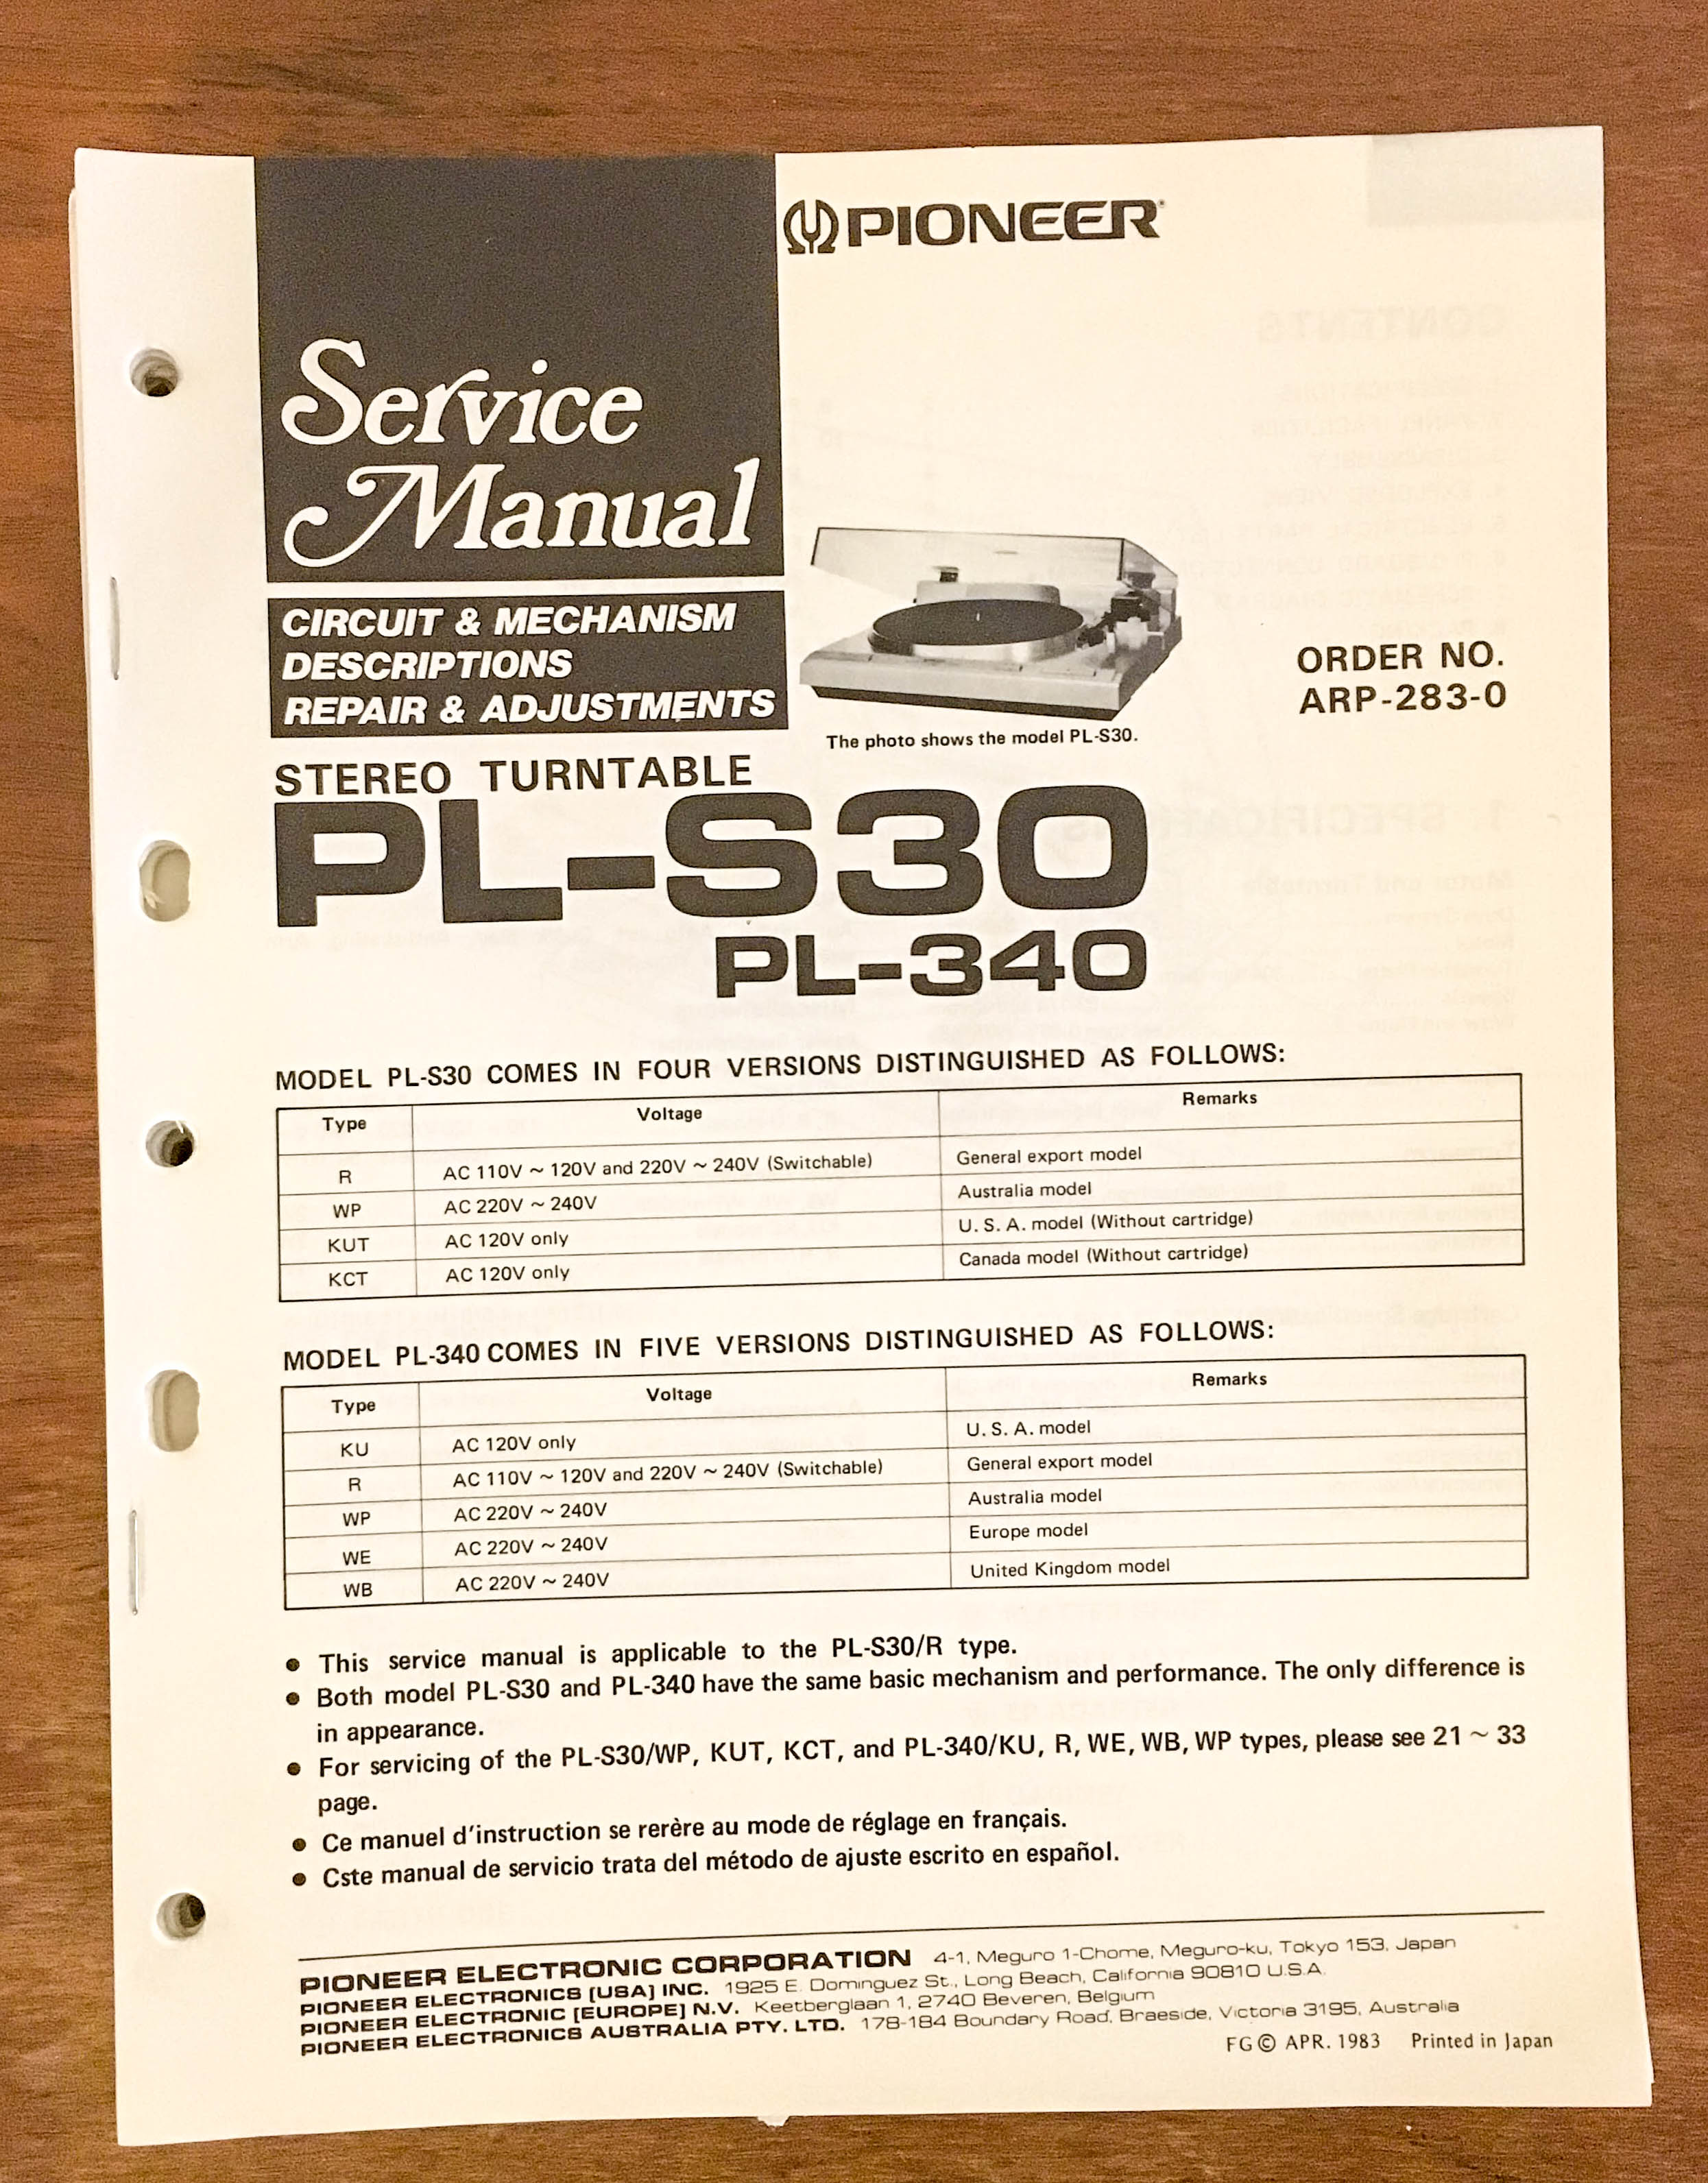 PIONEER
Service
Manual
CIRCUIT & MECHANISM
DESCRIPTIONS
REPAIR & ADJUSTMENTS
The photo shows the model PL-S30.
ORDER NO.
ARP-283-0
STEREO TURNTABLE
PL-S30
PL-340
MODEL PL-S30 COMES IN FOUR VERSIONS DISTINGUISHED AS FOLLOWS:
Type Voltage Remarks
R AC 110V ~ 120V and 220V ~ 240V (Switchable) General export model
WP AC 220V ~ 240V Australia model
KUT AC 120V only U. S. A. model (Without cartridge)
KCT AC 120V only Canada model (Without cartridge)
MODEL PL-340 COMES IN FIVE VERSIONS DISTINGUISHED AS FOLLOWS:
Type Voltage Remarks
KU AC 120V only U. S. A. model
R AC 110V ~ 120V and 220V ~ 240V (Switchable) General export model
WP AC 220V ~ 240V Australia model
WE AC 220V ~ 240V Europe model
WB AC 220V ~ 240V United Kingdom model
● This service manual is applicable to the PL-S30/R type.
● Both model PL-S30 and PL-340 have the same basic mechanism and performance. The only difference is
in appearance.
● For servicing of the PL-S30/WP, KUT, KCT, and PL-340/KU, R, WE, WB, WP types, please see 21 ~ 33
page.
● Ce manuel d'instruction se rerère au mode de réglage en français.
● Cste manual de servicio trata del método de ajuste escrito en español.
PIONEER ELECTRONIC CORPORATION 4-1, Meguro 1-Chome, Meguro-ku, Tokyo 153, Japan
PIONEER ELECTRONICS [USA] INC. 1925 E. Dominguez St., Long Beach, California 90810 U.S.A.
PIONEER ELECTRONIC [EUROPE] N.V. Keetberglaan 1, 2740 Beveren, Belgium
PIONEER ELECTRONICS AUSTRALIA PTY. LTD. 178-184 Boundary Road, Braeside, Victoria 3195, Australia
FG © APR. 1983 Printed in Japan